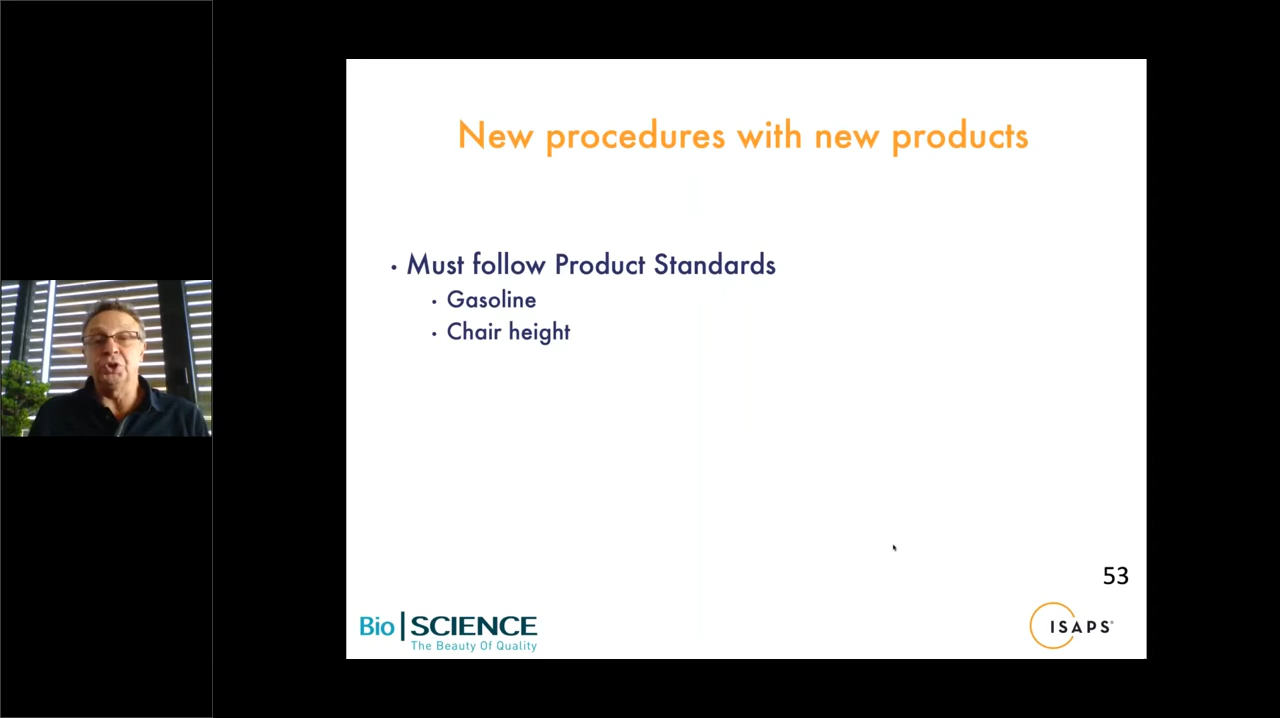 New procedures with new products
• Must follow Product Standards
• Gasoline
• Chair height
53
Bio|SCIENCE
The Beauty Of Quality
ISAPS®